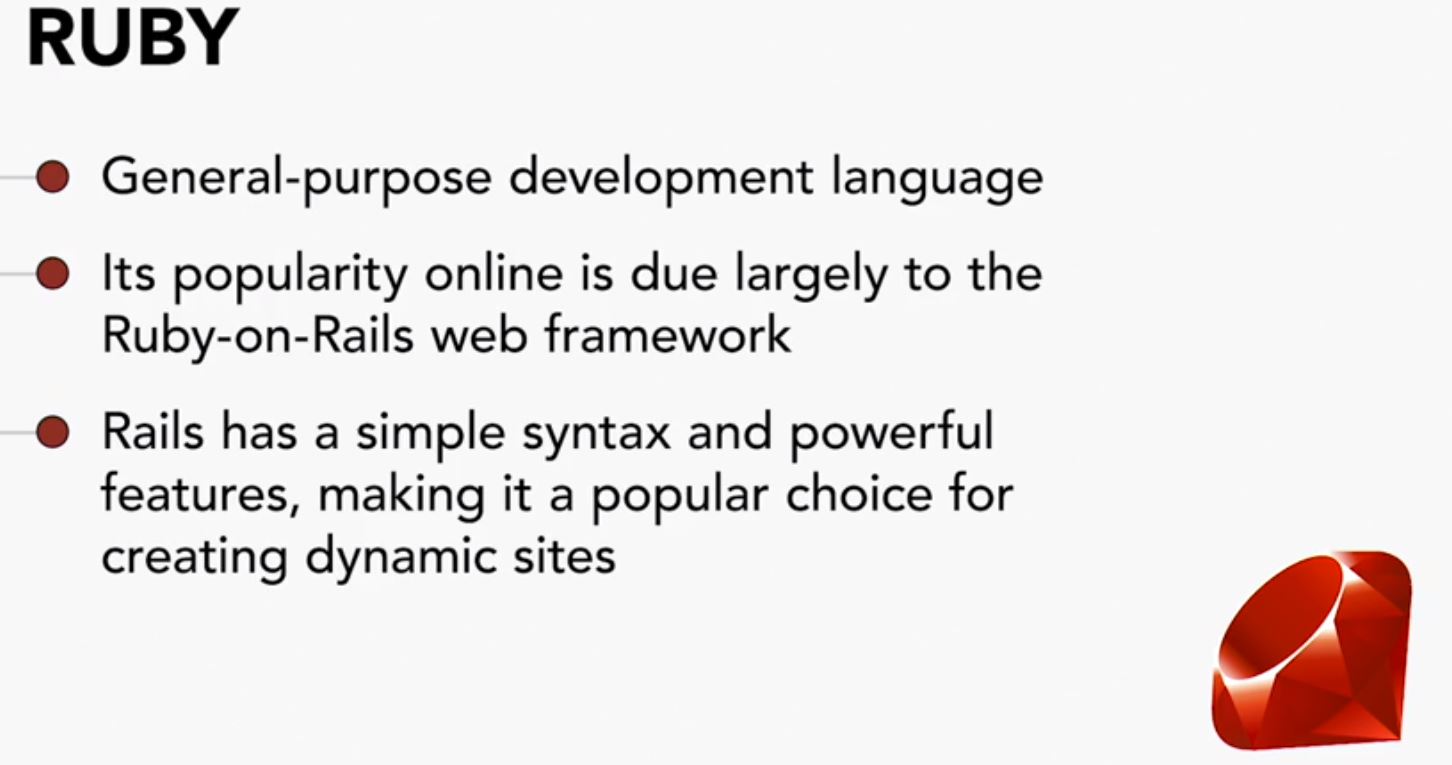 RUBY
General-purpose development language
Its popularity online is due largely to the
Ruby-on-Rails web framework
Rails has a simple syntax and powerful
features, making it a popular choice for
creating dynamic sites